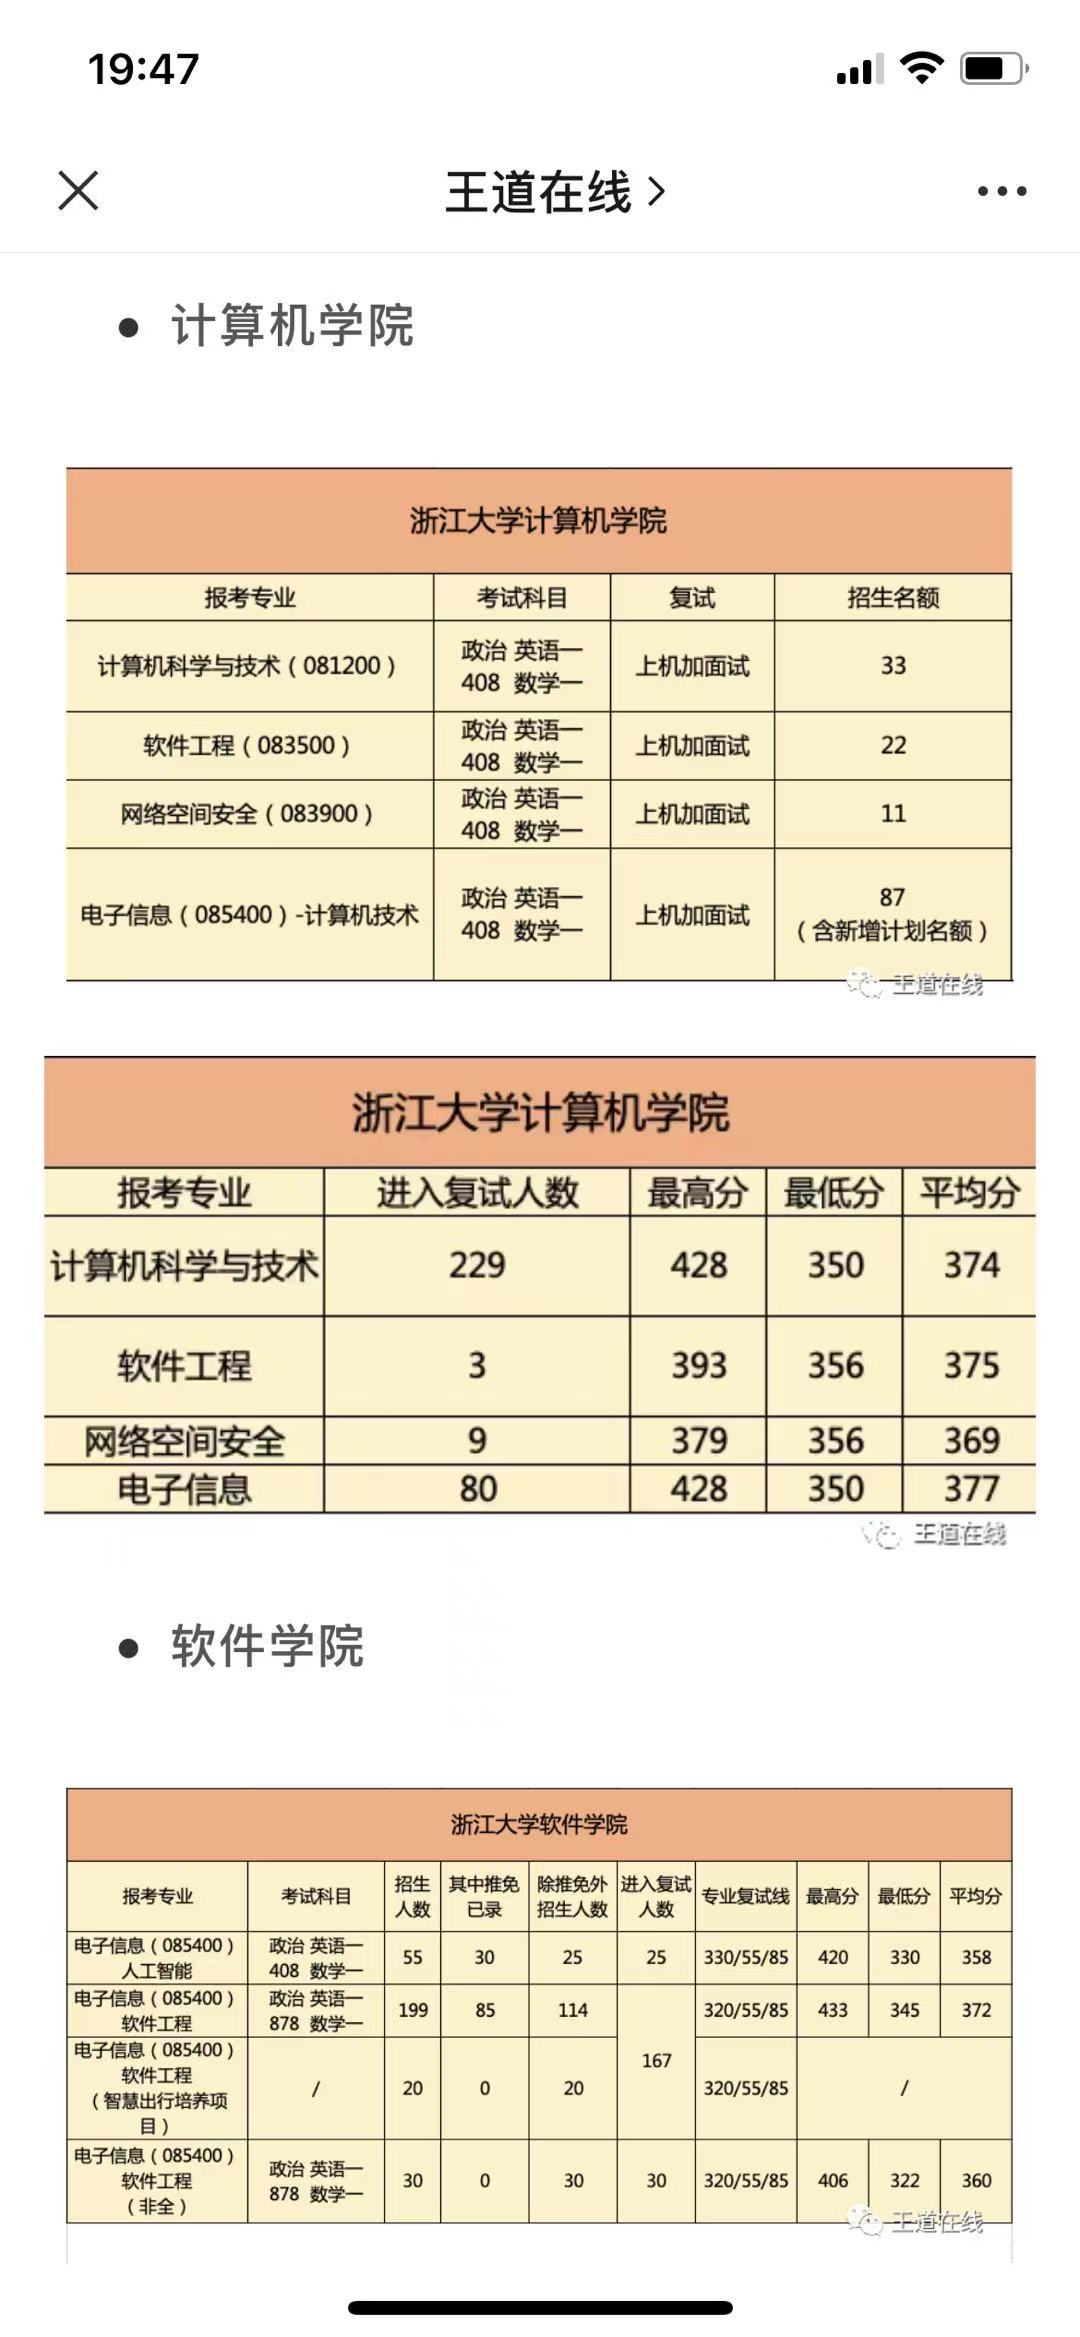 19:47
王道在线 >
• 计算机学院
浙江大学计算机学院
报考专业 考试科目 复试 招生名额
计算机科学与技术（081200） 政治 英语一 上机加面试 33
408 数学一
软件工程（083500） 政治 英语一 上机加面试 22
408 数学一
网络空间安全（083900） 政治 英语一 上机加面试 11
408 数学一
电子信息（085400）-计算机技术 政治 英语一 上机加面试 87
408 数学一 （含新增计划名额）
王道在线
浙江大学计算机学院
报考专业 进入复试人数 最高分 最低分 平均分
计算机科学与技术 229 428 350 374
软件工程 3 393 356 375
网络空间安全 9 379 356 369
电子信息 80 428 350 377
王道在线
• 软件学院
浙江大学软件学院
报考专业 考试科目 招生 其中推免 除推免外 进入复试 专业复试线 最高分 最低分 平均分
人数 已录 招生人数 人数
电子信息（085400） 政治 英语一 55 30 25 25 330/55/85 420 330 358
人工智能 408 数学一
电子信息（085400） 政治 英语一 199 85 114 167 320/55/85 433 345 372
软件工程 878 数学一
电子信息（085400） / 20 0 20 320/55/85 /
软件工程
（智慧出行培养项
目）
电子信息（085400） 政治 英语一 30 0 30 30 320/55/85 406 322 360
软件工程 878 数学一
（非全）
王道在线